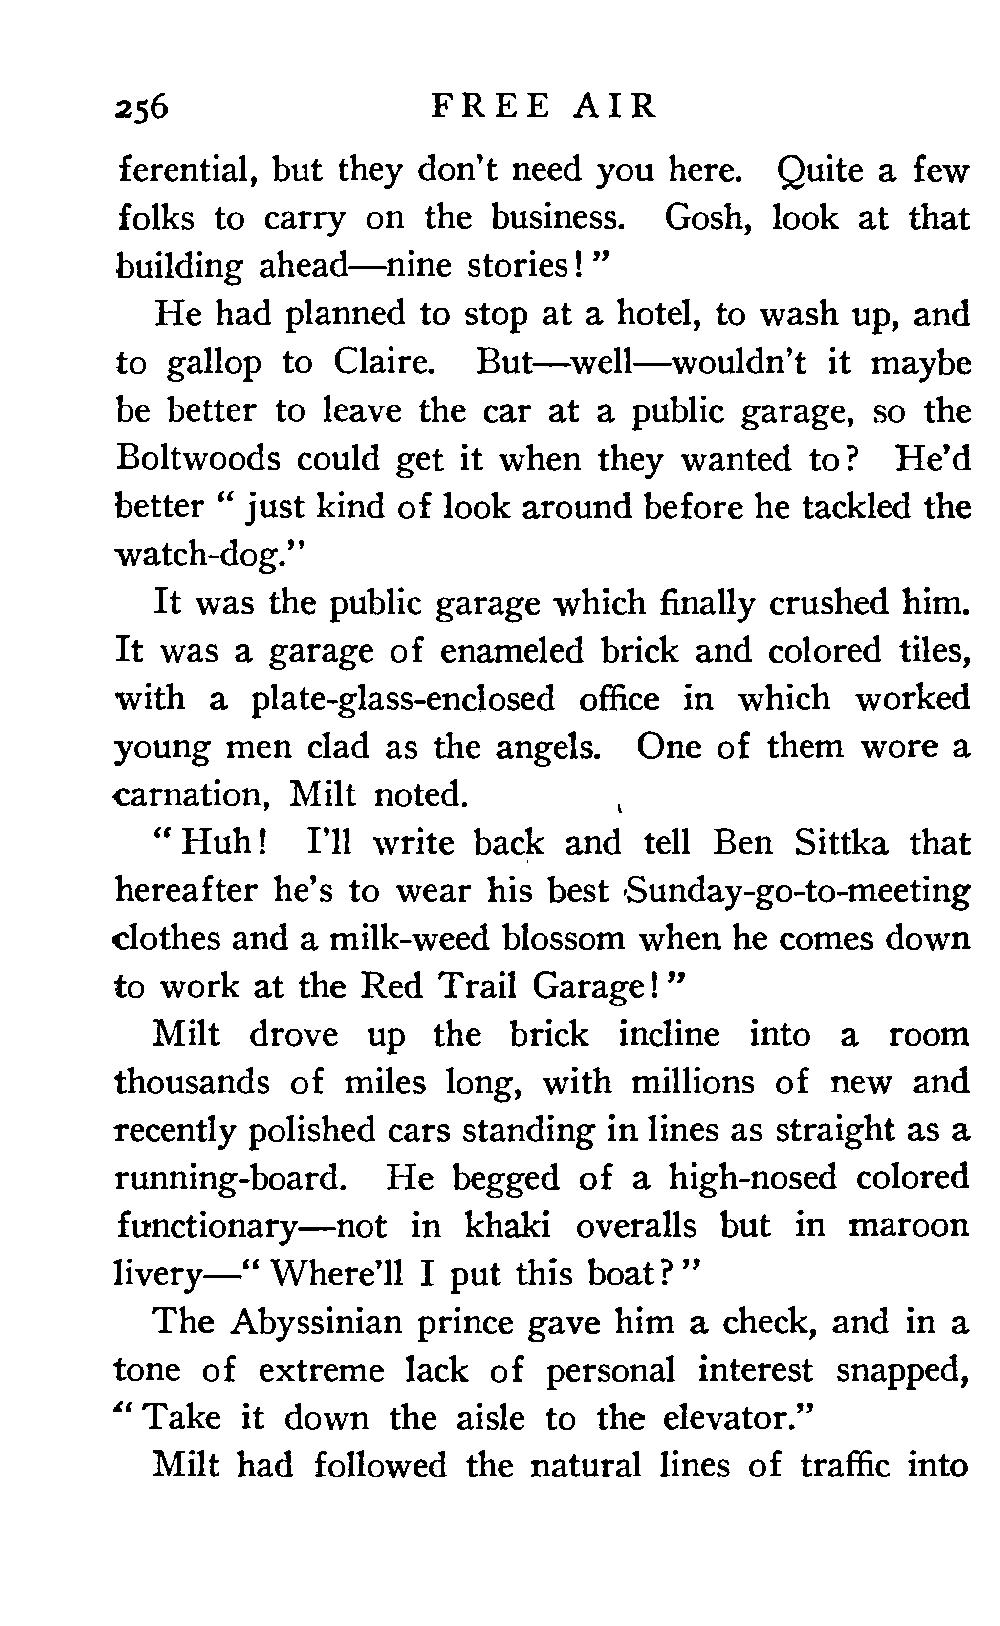 256 FREE AIR
ferential, but they don't need you here. Quite a few
folks to carry on the business. Gosh, look at that
building ahead—nine stories!"
He had planned to stop at a hotel, to wash up, and
to gallop to Claire. But—well—wouldn't it maybe
be better to leave the car at a public garage, so the
Boltwoods could get it when they wanted to? He'd
better "just kind of look around before he tackled the
watch-dog."
It was the public garage which finally crushed him.
It was a garage of enameled brick and colored tiles,
with a plate-glass-enclosed office in which worked
young men clad as the angels. One of them wore a
carnation, Milt noted.
"Huh! I'll write back and tell Ben Sittka that
hereafter he's to wear his best Sunday-go-to-meeting
clothes and a milk-weed blossom when he comes down
to work at the Red Trail Garage!"
Milt drove up the brick incline into a room
thousands of miles long, with millions of new and
recently polished cars standing in lines as straight as a
running-board. He begged of a high-nosed colored
functionary—not in khaki overalls but in maroon
livery—"Where'll I put this boat?"
The Abyssinian prince gave him a check, and in a
tone of extreme lack of personal interest snapped,
"Take it down the aisle to the elevator."
Milt had followed the natural lines of traffic into